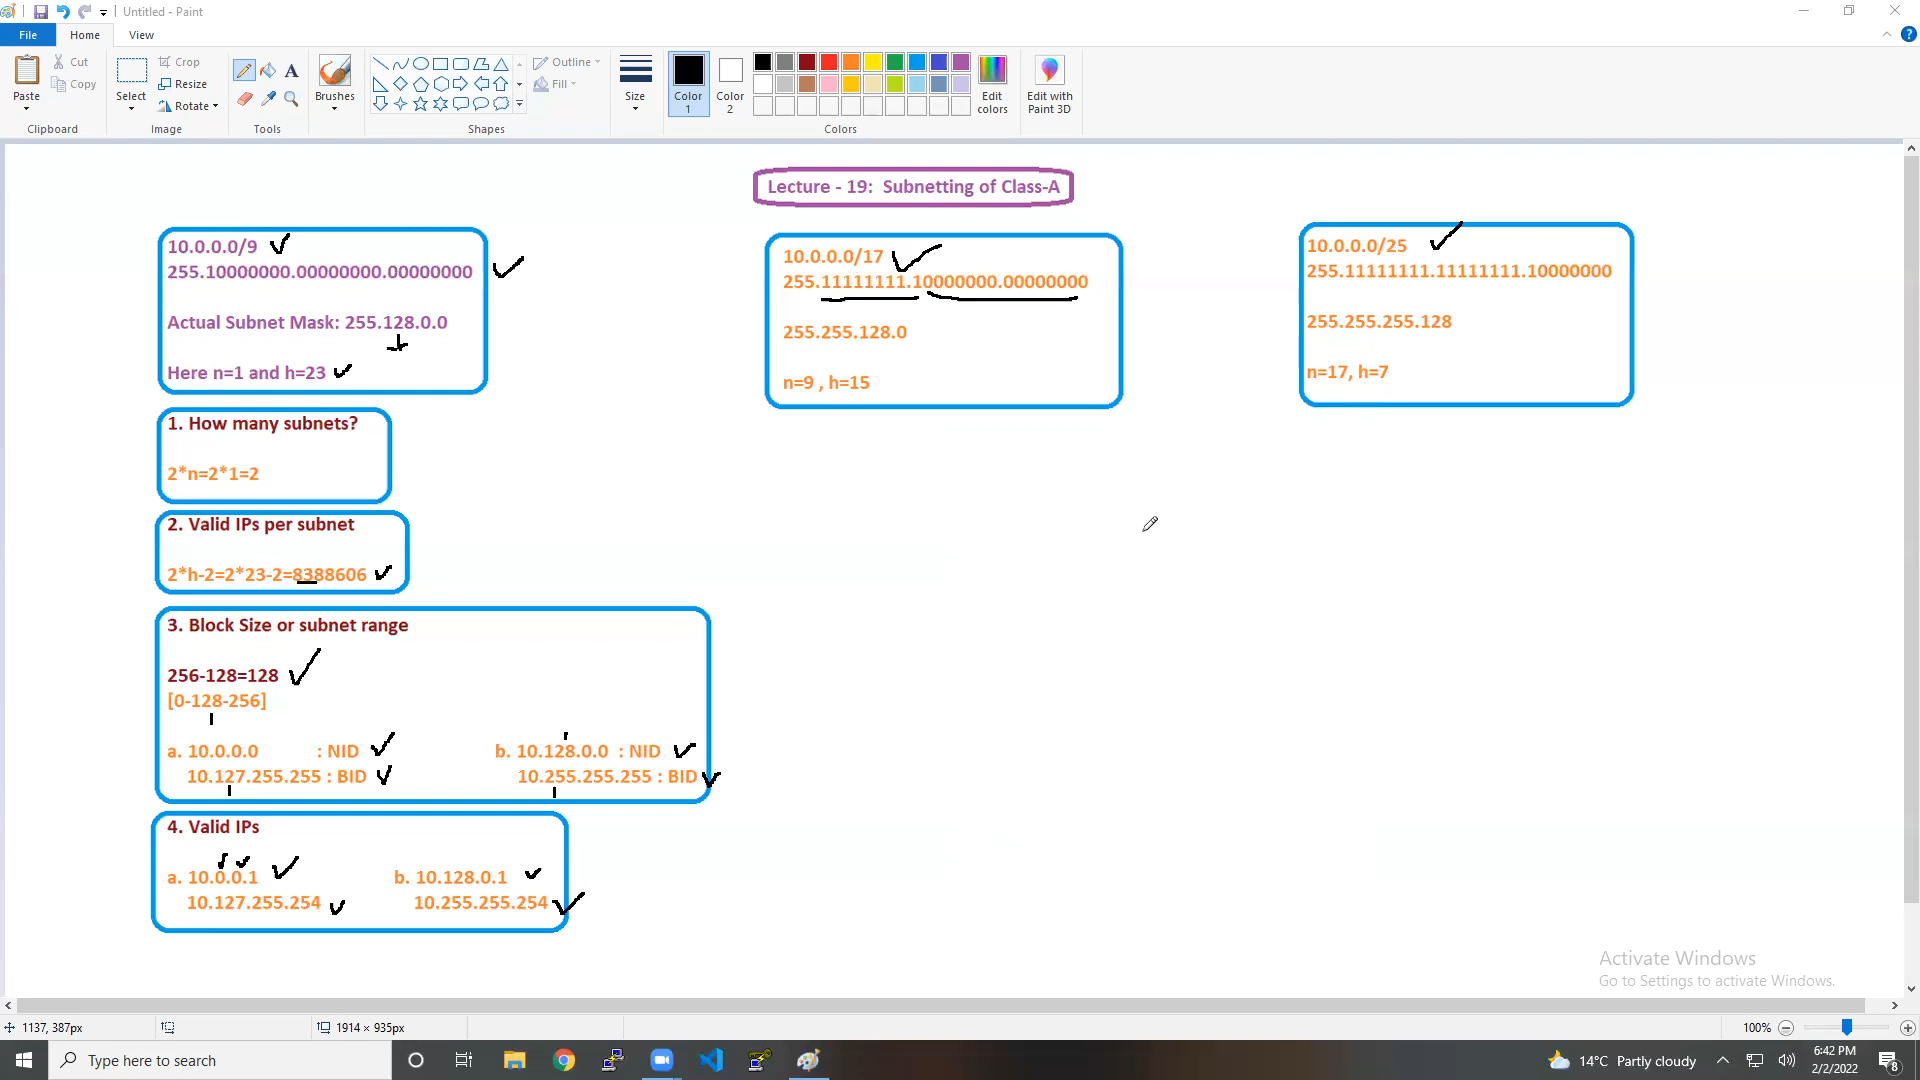 Untitled - Paint
File Home View
Paste
Cut
Copy
Clipboard
Select
Crop
Resize
Rotate
Image
Tools
Brushes
Outline
Fill
Shapes
Size
Color 1
Color 2
Edit colors
Edit with Paint 3D
Colors
Lecture - 19: Subnetting of Class-A
10.0.0.0/9
255.10000000.00000000.00000000
Actual Subnet Mask: 255.128.0.0
Here n=1 and h=23
10.0.0.0/17
255.11111111.10000000.00000000
255.255.128.0
n=9 , h=15
10.0.0.0/25
255.11111111.11111111.10000000
255.255.255.128
n=17, h=7
1. How many subnets?
2*n=2*1=2
2. Valid IPs per subnet
2*h-2=2*23-2=8388606
3. Block Size or subnet range
256-128=128
[0-128-256]
a. 10.0.0.0 : NID
10.127.255.255 : BID
b. 10.128.0.0 : NID
10.255.255.255 : BID
4. Valid IPs
a. 10.0.0.1
10.127.255.254
b. 10.128.0.1
10.255.255.254
Activate Windows
Go to Settings to activate Windows.
1137, 387px
1914 × 935px
100%
Type here to search
14°C Partly cloudy
6:42 PM
2/2/2022
8